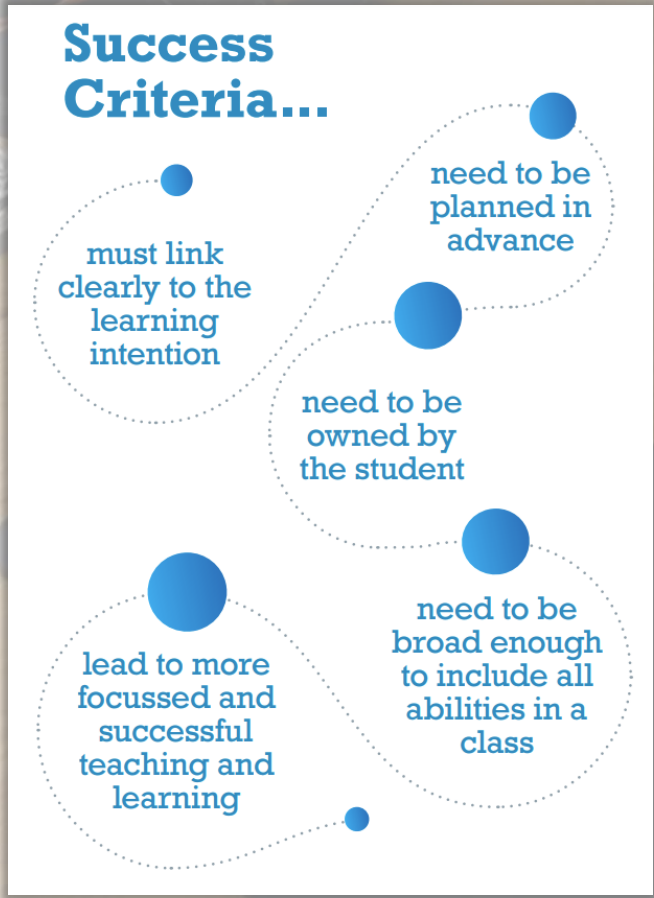 Success
Criteria...
must link
clearly to the
learning
intention
need to be
planned in
advance
need to be
owned by
the student
need to be
broad enough
to include all
abilities in a
class
lead to more
focussed and
successful
teaching and
learning